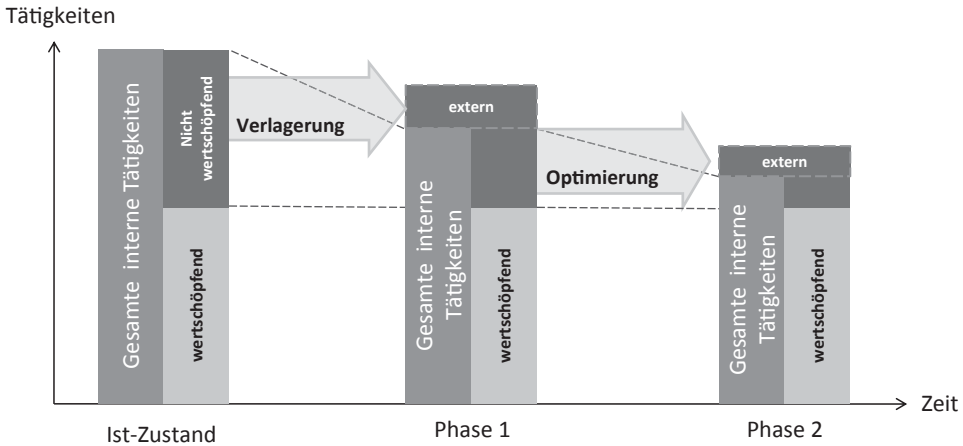 Tätigkeiten
Gesamte interne Tätigkeiten
Nicht
wertschöpfend
wertschöpfend
Verlagerung
extern
Gesamte interne
Tätigkeiten
wertschöpfend
Optimierung
extern
Gesamte interne
Tätigkeiten
wertschöpfend
Zeit
Ist-Zustand
Phase 1
Phase 2